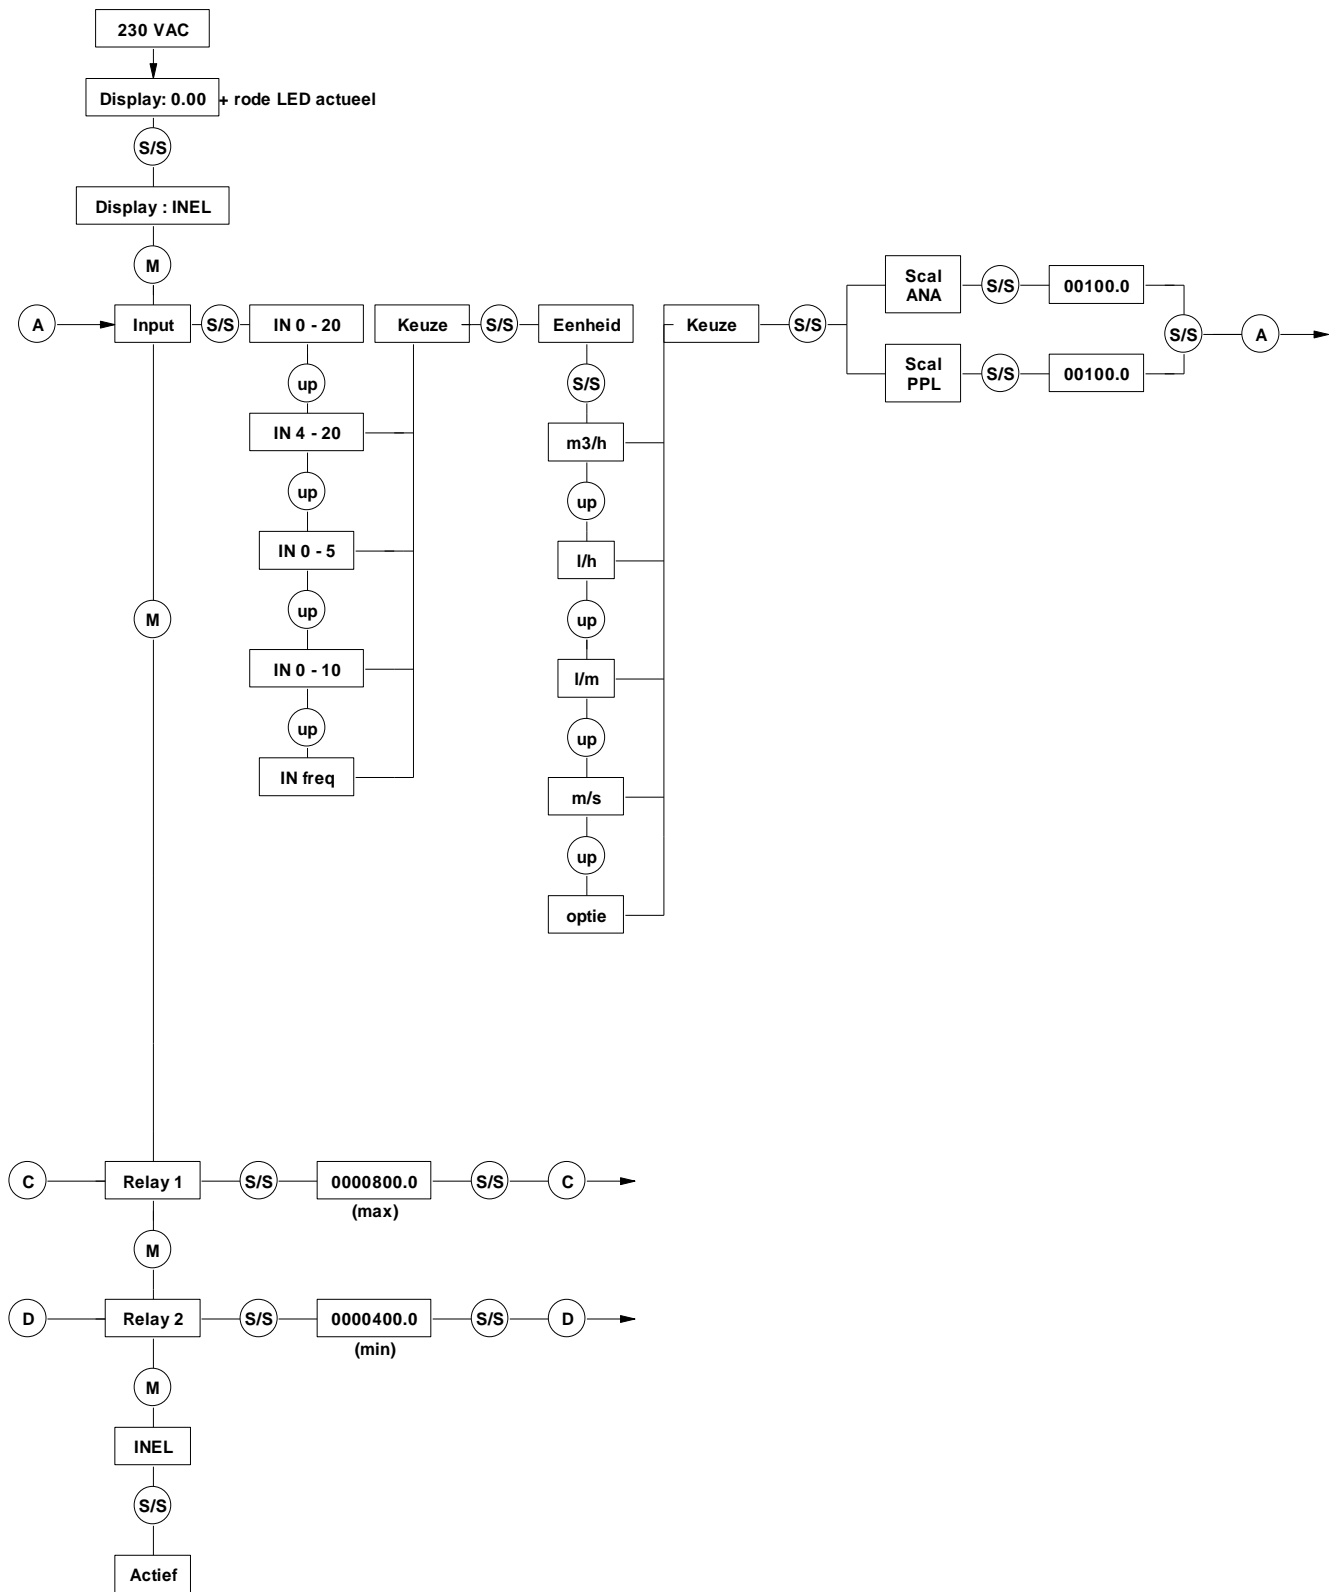 230 VAC
Display: 0.00 + rode LED actueel
S/S
Display : INEL
M
A Input S/S IN 0 - 20 Keuze S/S Eenheid Keuze S/S
Scal
ANA
S/S 00100.0
Scal
PPL
S/S 00100.0
S/S A
up
IN 4 - 20
up
IN 0 - 5
up
IN 0 - 10
up
IN freq
S/S
m3/h
up
l/h
up
l/m
up
m/s
up
optie
M
C Relay 1 S/S 0000800.0 S/S C
(max)
M
D Relay 2 S/S 0000400.0 S/S D
(min)
M
INEL
S/S
Actief